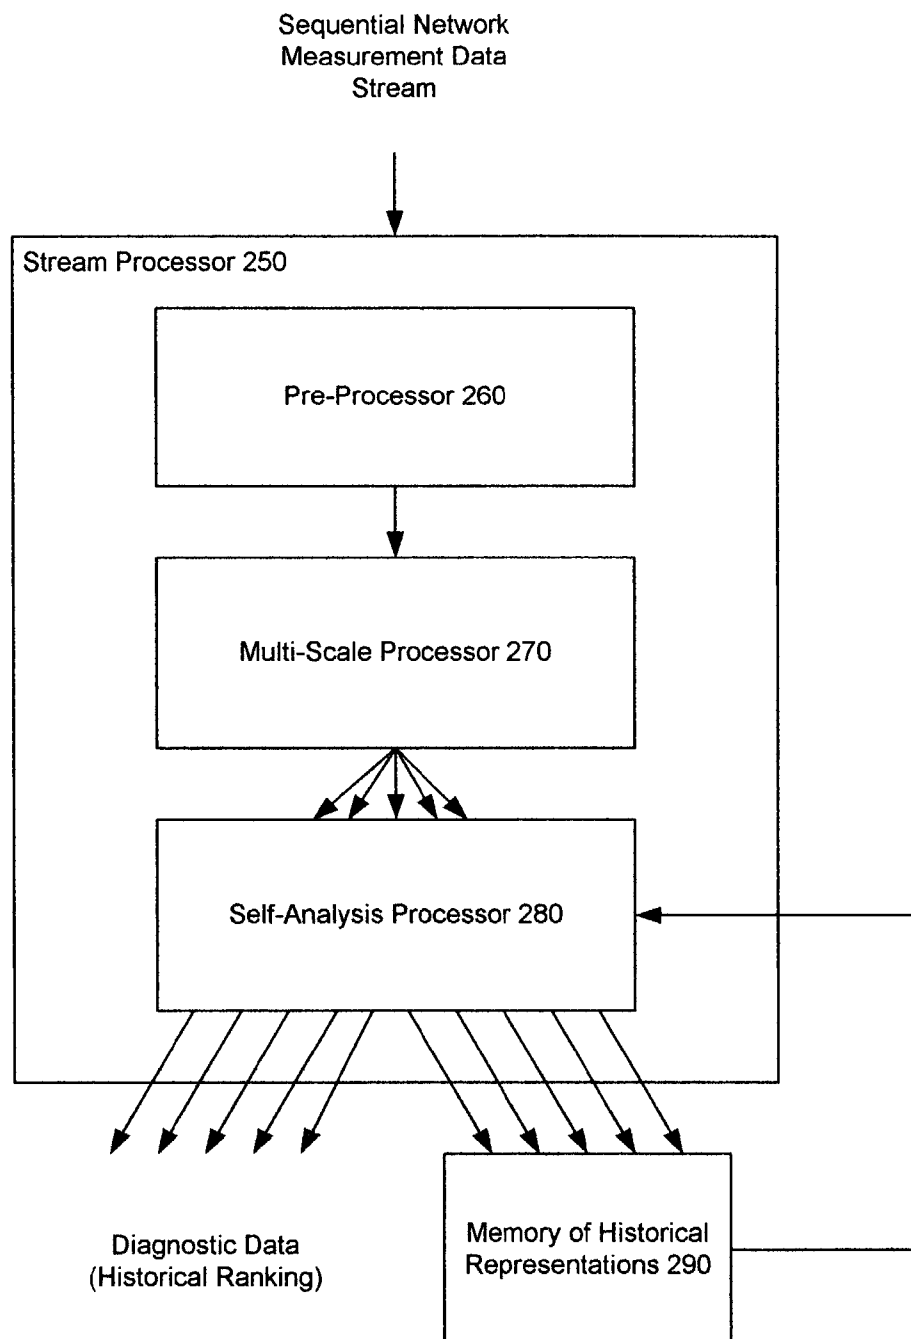 Sequential Network
Measurement Data
Stream
Stream Processor 250
Pre-Processor 260
Multi-Scale Processor 270
Self-Analysis Processor 280
Diagnostic Data
(Historical Ranking)
Memory of Historical
Representations 290